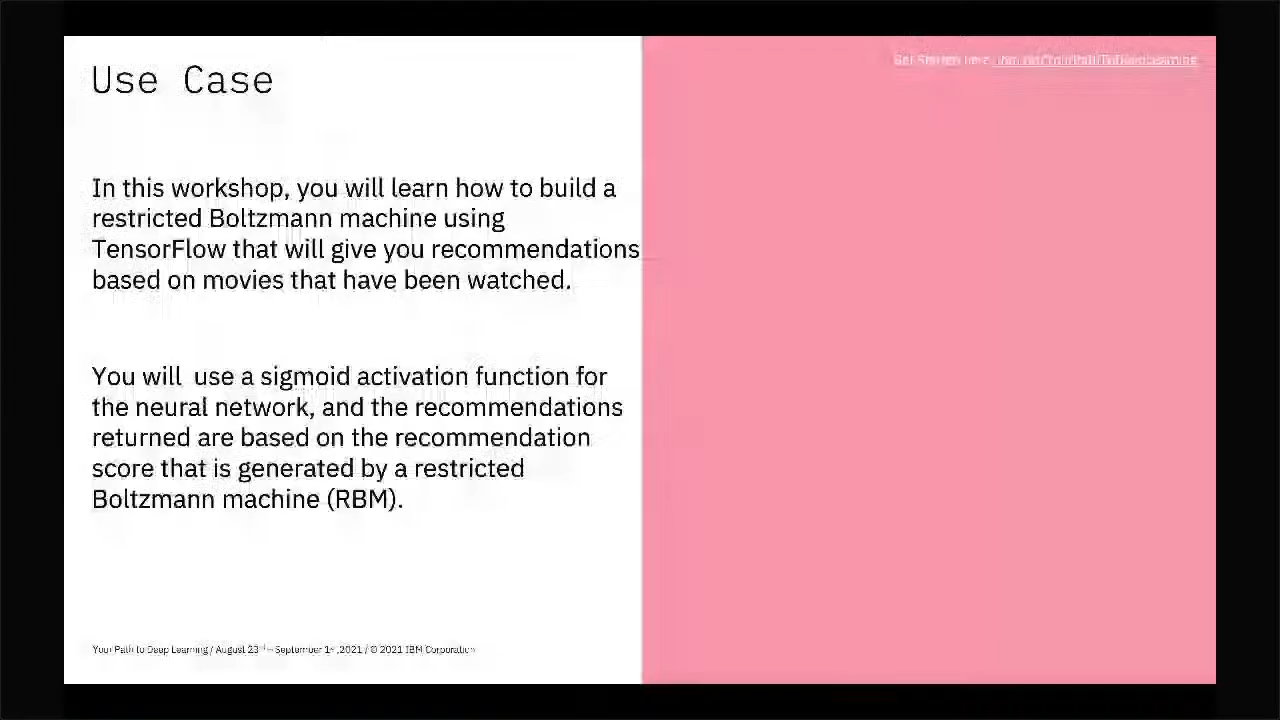 Use Case
Get Started here:
In this workshop, you will learn how to build a
restricted Boltzmann machine using
TensorFlow that will give you recommendations
based on movies that have been watched.
You will use a sigmoid activation function for
the neural network, and the recommendations
returned are based on the recommendation
score that is generated by a restricted
Boltzmann machine (RBM).
Your Path to Deep Learning / August 23rd – September 1st ,2021 / © 2021 IBM Corporation